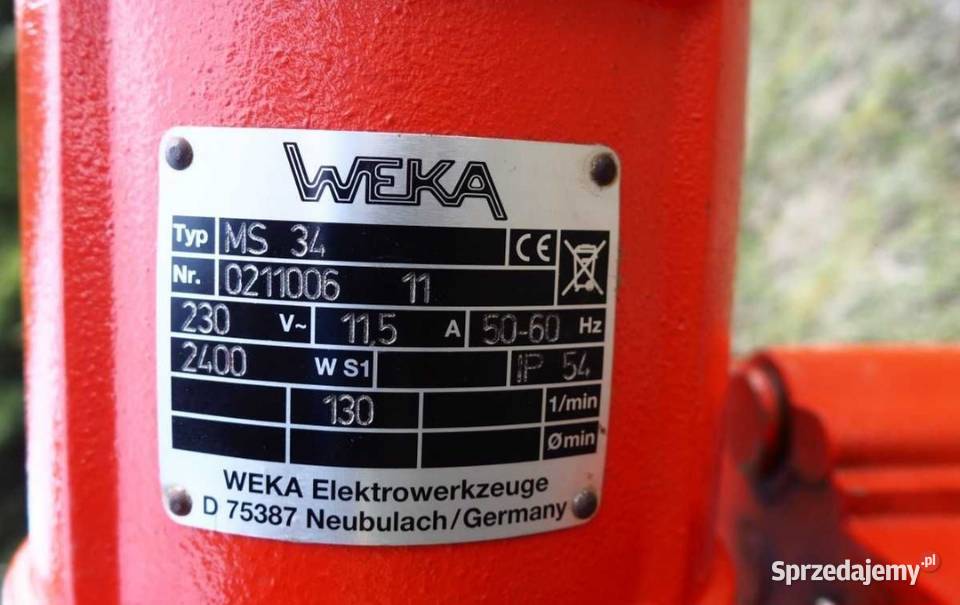 WEKA
Typ MS 34 CE
Nr. 0211006 11
230 V~ 11,5 A 50-60 Hz
2400 W S1 IP 54
130 1/min
Ømin
WEKA Elektrowerkzeuge
D 75387 Neubulach/Germany
Sprzedajemy.pl